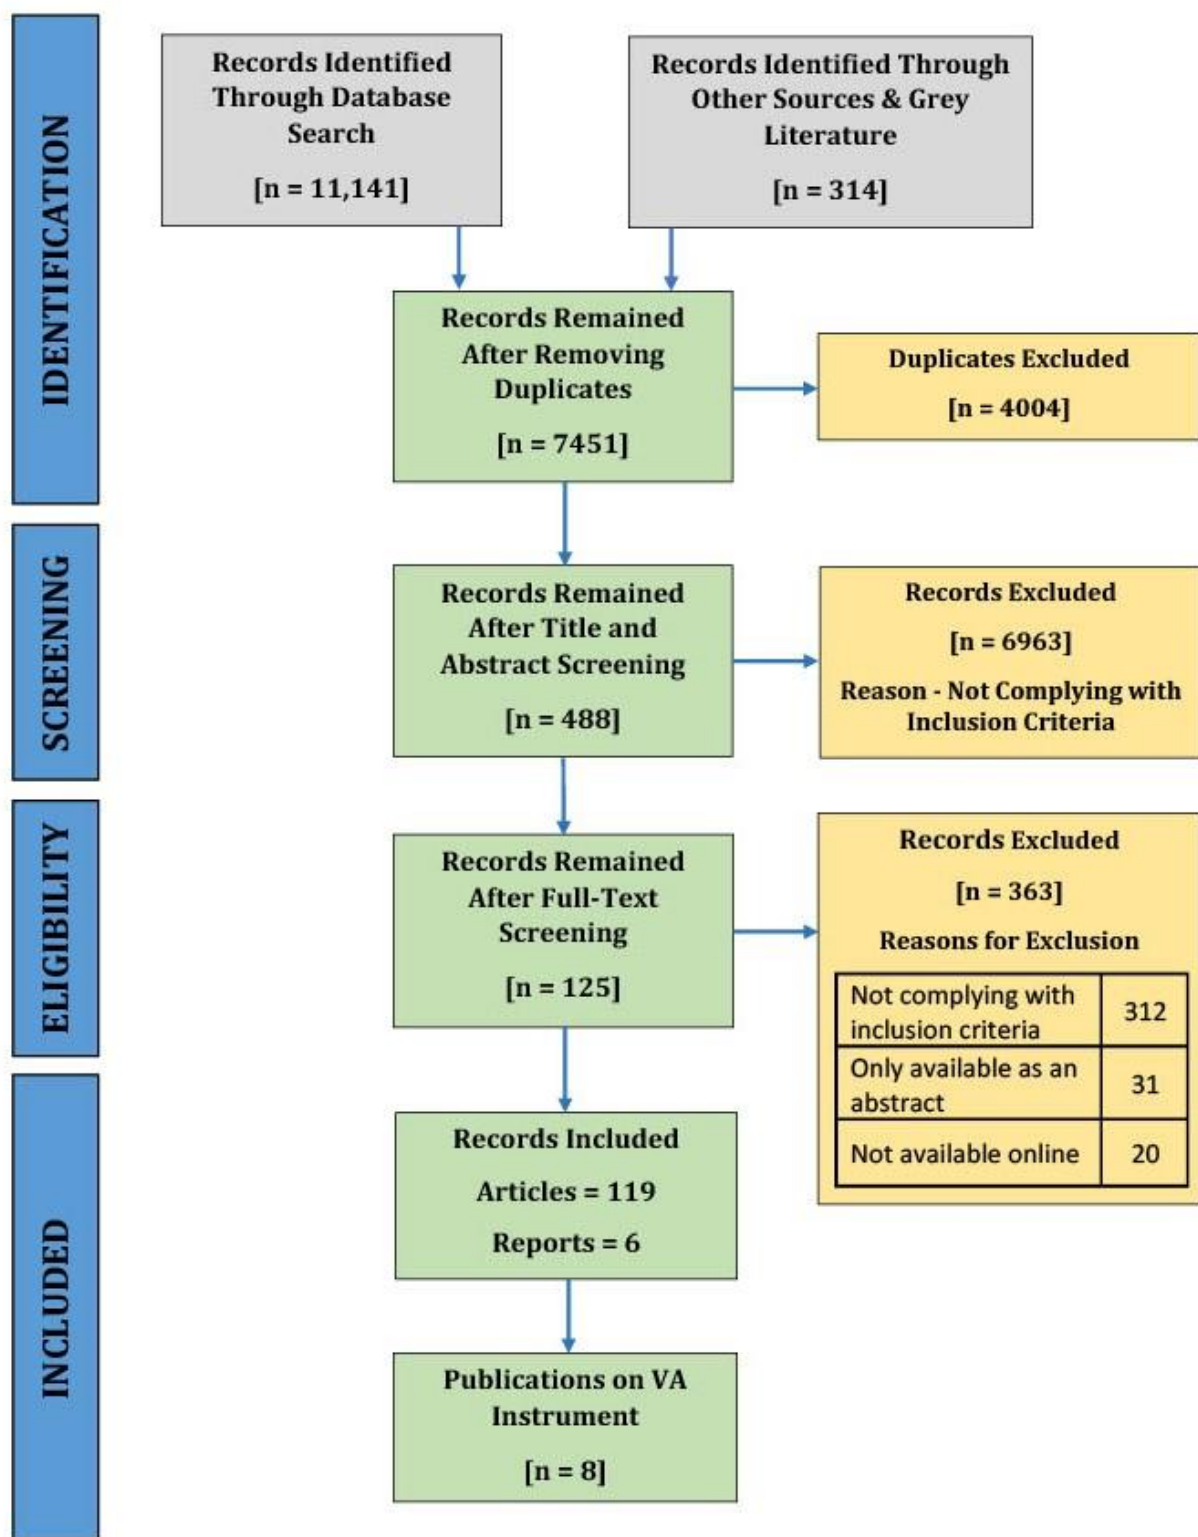 IDENTIFICATION
Records Identified
Through Database
Search
[n = 11,141]
Records Identified Through
Other Sources & Grey
Literature
[n = 314]
Records Remained
After Removing
Duplicates
[n = 7451]
Duplicates Excluded
[n = 4004]
SCREENING
Records Remained
After Title and
Abstract Screening
[n = 488]
Records Excluded
[n = 6963]
Reason - Not Complying with
Inclusion Criteria
ELIGIBILITY
Records Remained
After Full-Text
Screening
[n = 125]
Records Excluded
[n = 363]
Reasons for Exclusion
Not complying with
inclusion criteria
312
Only available as an
abstract
31
Not available online
20
INCLUDED
Records Included
Articles = 119
Reports = 6
Publications on VA
Instrument
[n = 8]